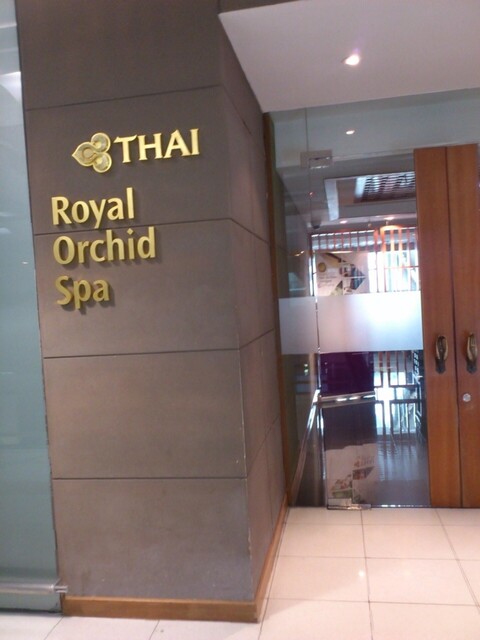 THAI
Royal
Orchid
Spa